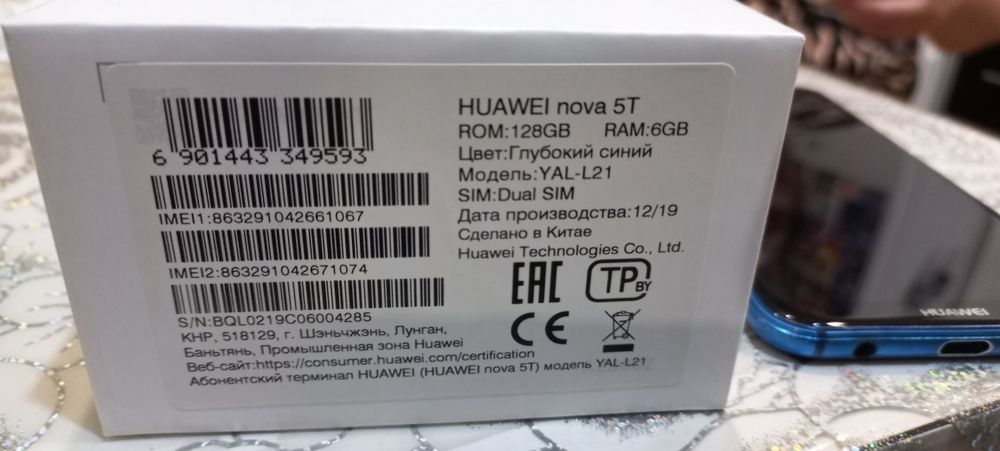 6 901443 349593
IMEI1:863291042661067
IMEI2:863291042671074
S/N:BQL0219C06004285
КНР, 518129, г. Шэньчжэнь, Лунган,
Баньтянь, Промышленная зона Huawei
Веб-сайт:https://consumer.huawei.com/certification
Абонентский терминал HUAWEI (HUAWEI nova 5T) модель YAL-L21
HUAWEI nova 5T
ROM:128GB RAM:6GB
Цвет:Глубокий синий
Модель:YAL-L21
SIM:Dual SIM
Дата производства:12/19
Сделано в Китае
Huawei Technologies Co., Ltd.
EAC TP BY
CE
HUAWEI